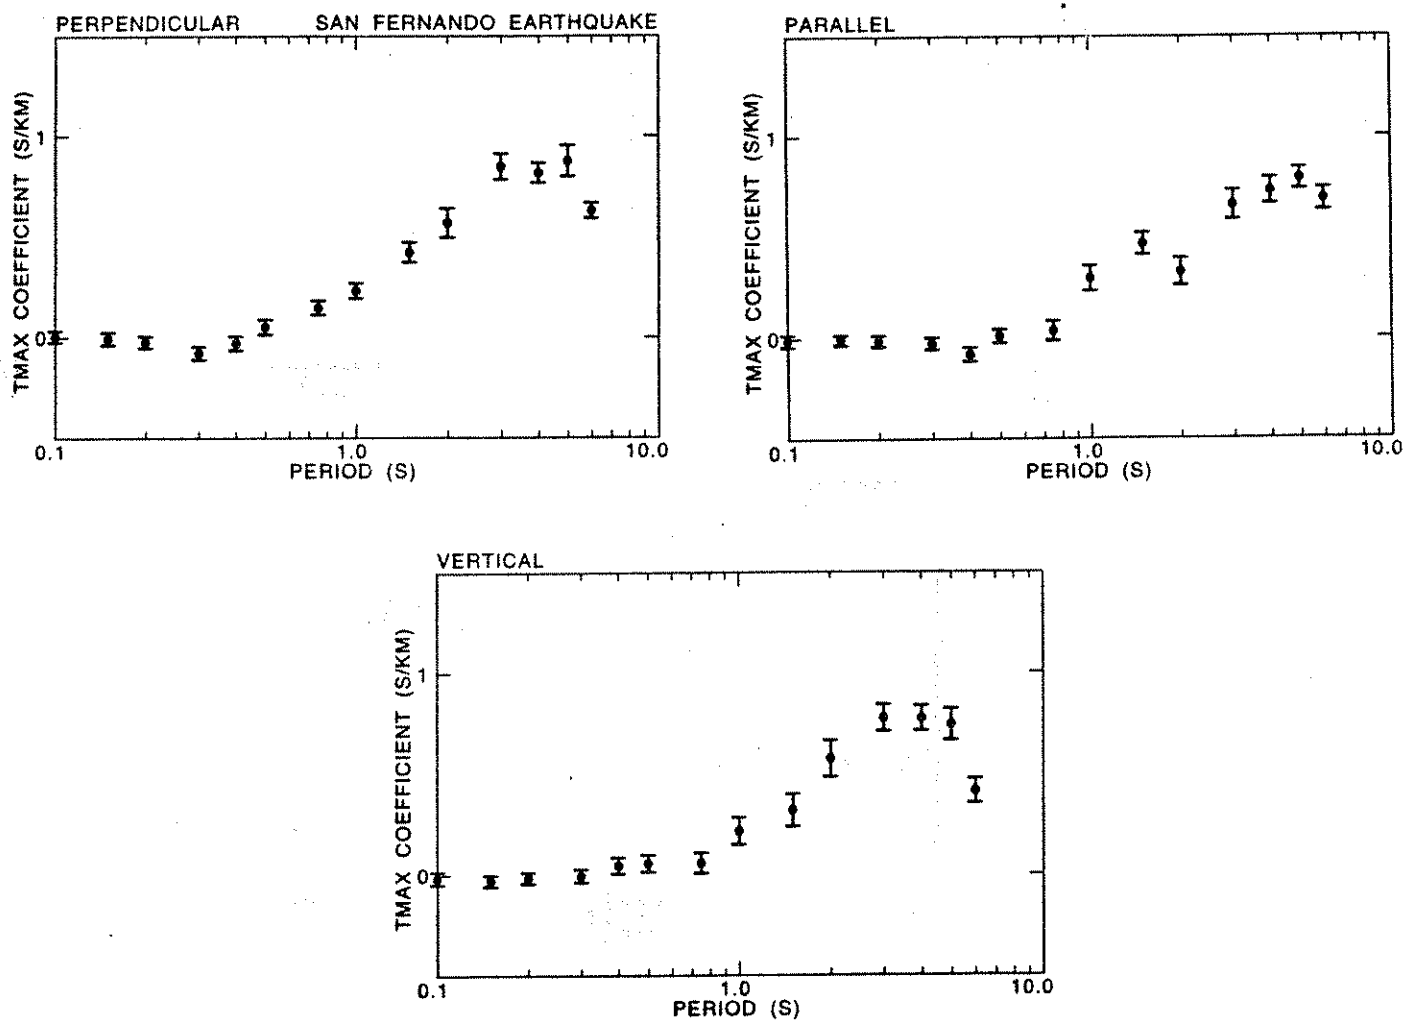 PERPENDICULAR SAN FERNANDO EARTHQUAKE
TMAX COEFFICIENT (S/KM)
1
0
0.1 1.0 10.0
PERIOD (S)
PARALLEL
TMAX COEFFICIENT (S/KM)
1
0
0.1 1.0 10.0
PERIOD (S)
VERTICAL
TMAX COEFFICIENT (S/KM)
1
0
0.1 1.0 10.0
PERIOD (S)